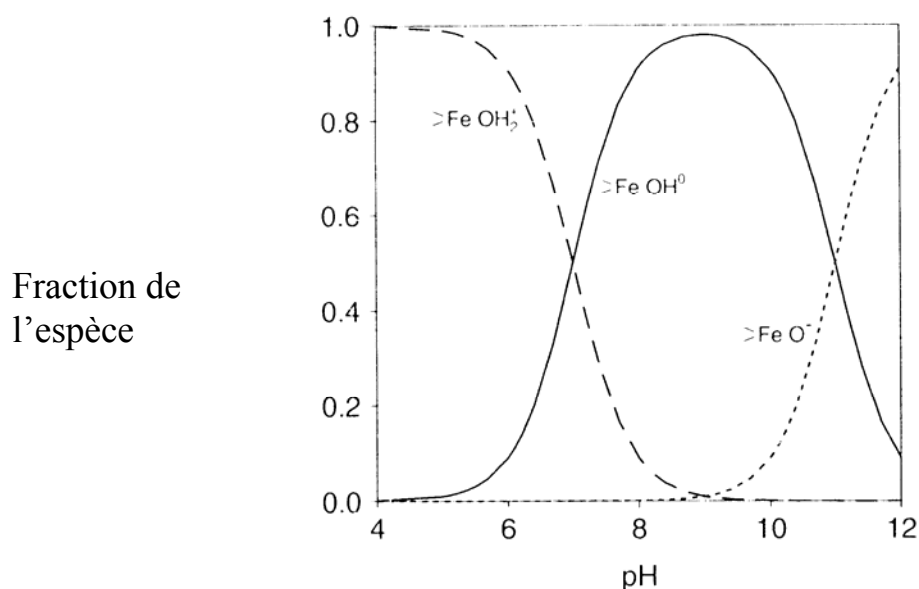 1.0
0.8
>Fe OH₂⁺
>Fe OH⁰
0.6
Fraction de
l'espèce
0.4
>Fe O⁻
0.2
0.0
4 6 8 10 12
pH